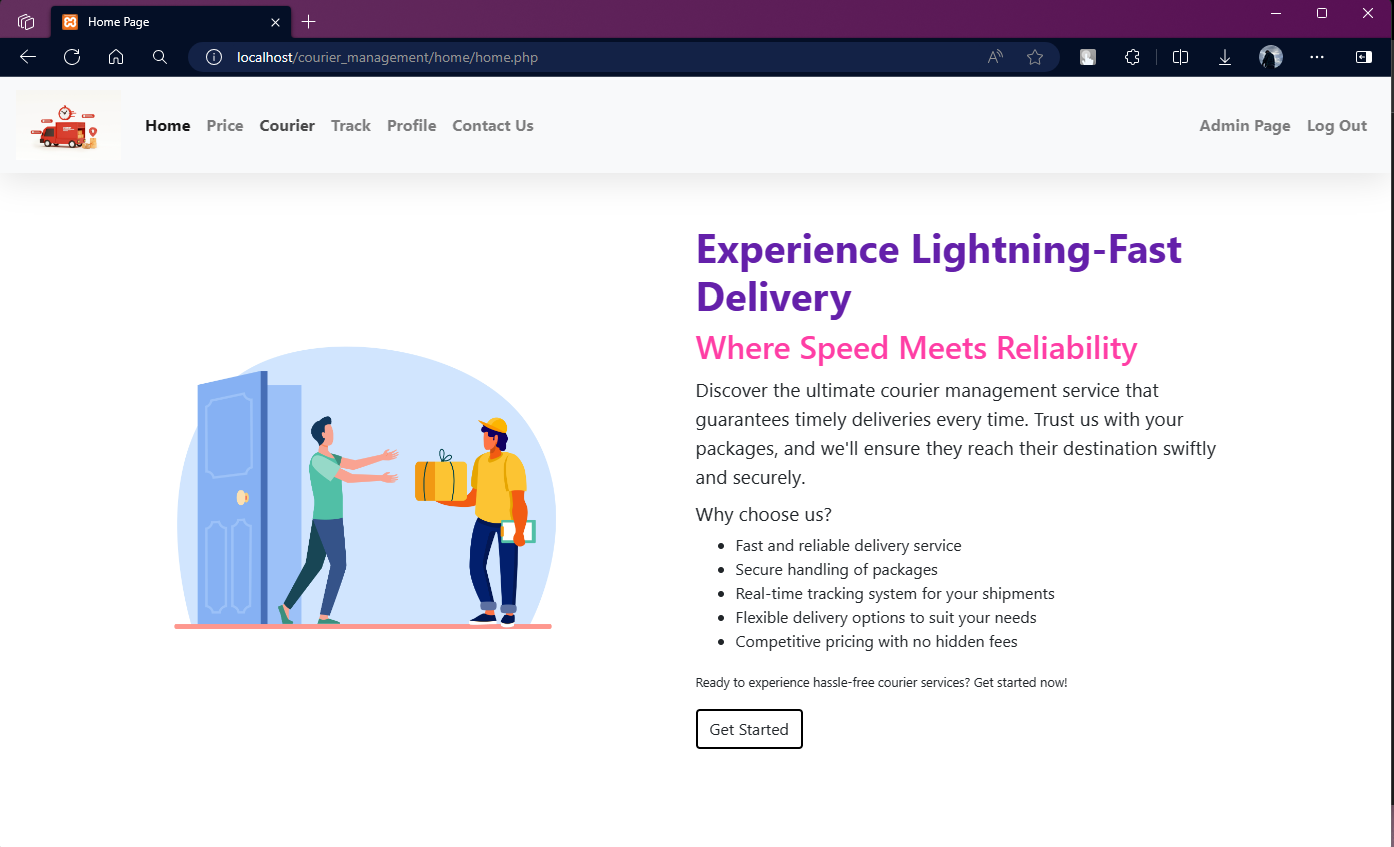 Home Page
localhost/courier_management/home/home.php
Home Price Courier Track Profile Contact Us Admin Page Log Out
Experience Lightning-Fast
Delivery
Where Speed Meets Reliability
Discover the ultimate courier management service that
guarantees timely deliveries every time. Trust us with your
packages, and we'll ensure they reach their destination swiftly
and securely.
Why choose us?
• Fast and reliable delivery service
• Secure handling of packages
• Real-time tracking system for your shipments
• Flexible delivery options to suit your needs
• Competitive pricing with no hidden fees
Ready to experience hassle-free courier services? Get started now!
Get Started